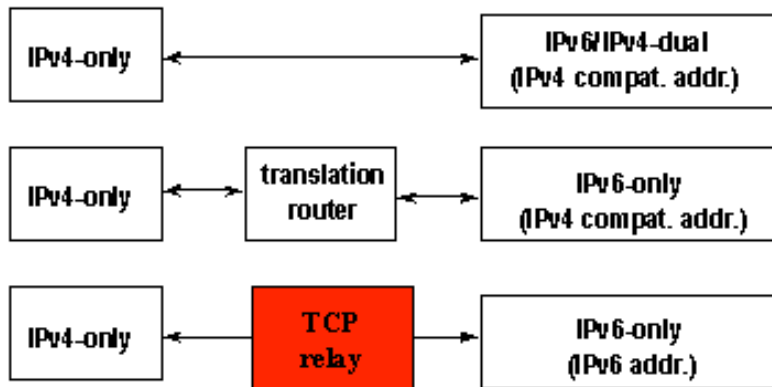 IPv4-only
IPv6/IPv4-dual
(IPv4 compat. addr.)
IPv4-only
translation
router
IPv6-only
(IPv4 compat. addr.)
IPv4-only
TCP
relay
IPv6-only
(IPv6 addr.)